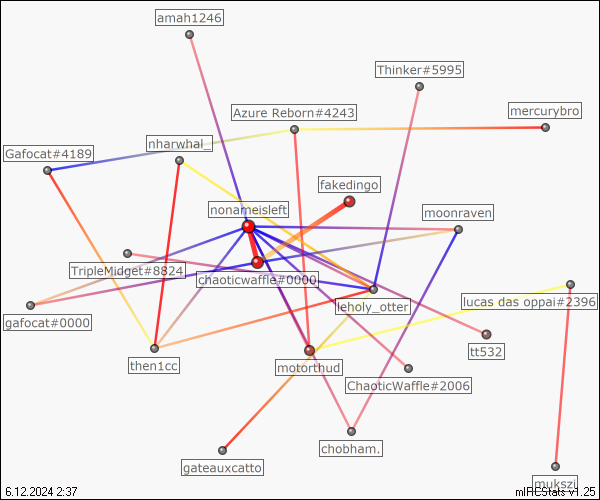 amah1246
Thinker#5995
Azure Reborn#4243
mercurybro
nharwhal_
Gafocat#4189
fakedingo
nonameisleft
moonraven
TripleMidget#8824
chaoticwaffle#0000
leholy_otter
lucas das oppai#2396
gafocat#0000
tt532
then1cc
motorthud
ChaoticWaffle#2006
chobham.
gateauxcatto
mukszi
6.12.2024 2:37
mIRCStats v1.25